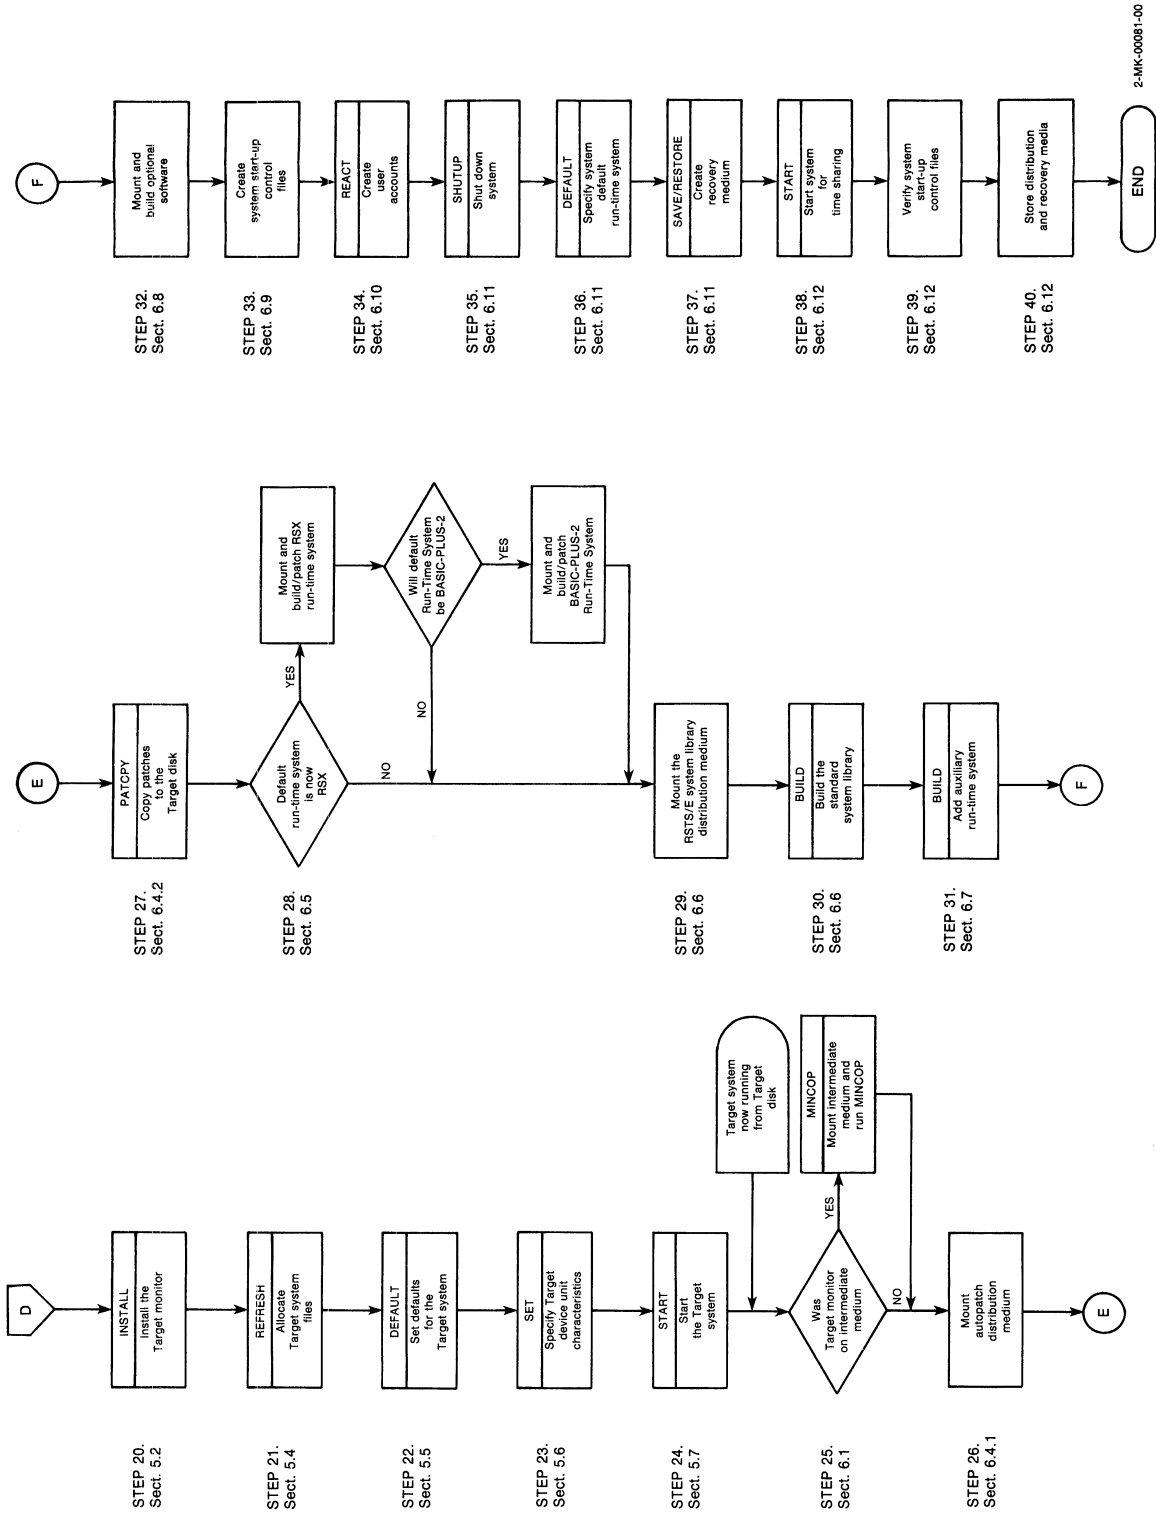 D
STEP 20.
Sect. 5.2
INSTALL
Install the
Target monitor
STEP 21.
Sect. 5.4
REFRESH
Allocate
Target system
files
STEP 22.
Sect. 5.5
DEFAULT
Set defaults
for the
Target system
STEP 23.
Sect. 5.6
SET
Specify Target
device unit
characteristics
STEP 24.
Sect. 5.7
START
Start
the Target
system
Target system
now running
from Target
disk
STEP 25.
Sect. 6.1
Was
Target monitor
on intermediate
medium
YES
MINCOP
Mount intermediate
medium and
run MINCOP
NO
STEP 26.
Sect. 6.4.1
Mount
autopatch
distribution
medium
E
E
STEP 27.
Sect. 6.4.2
PATCPY
Copy patches
to the
Target disk
STEP 28.
Sect. 6.5
Default
run-time system
is now
RSX
YES
Mount and
build/patch RSX
run-time system
NO
Will default
Run-Time System
be BASIC-PLUS-2
NO
YES
Mount and
build/patch
BASIC-PLUS-2
Run-Time System
STEP 29.
Sect. 6.6
Mount the
RSTS/E system library
distribution medium
STEP 30.
Sect. 6.6
BUILD
Build the
standard
system library
STEP 31.
Sect. 6.7
BUILD
Add auxiliary
run-time system
F
F
STEP 32.
Sect. 6.8
Mount and
build optional
software
STEP 33.
Sect. 6.9
Create
system start-up
control
files
STEP 34.
Sect. 6.10
REACT
Create
user
accounts
STEP 35.
Sect. 6.11
SHUTUP
Shut down
system
STEP 36.
Sect. 6.11
DEFAULT
Specify system
default
run-time system
STEP 37.
Sect. 6.11
SAVE/RESTORE
Create
recovery
medium
STEP 38.
Sect. 6.12
START
Start system
for
time sharing
STEP 39.
Sect. 6.12
Verify system
start-up
control files
STEP 40.
Sect. 6.12
Store distribution
and recovery media
END
2-MK-00081-00